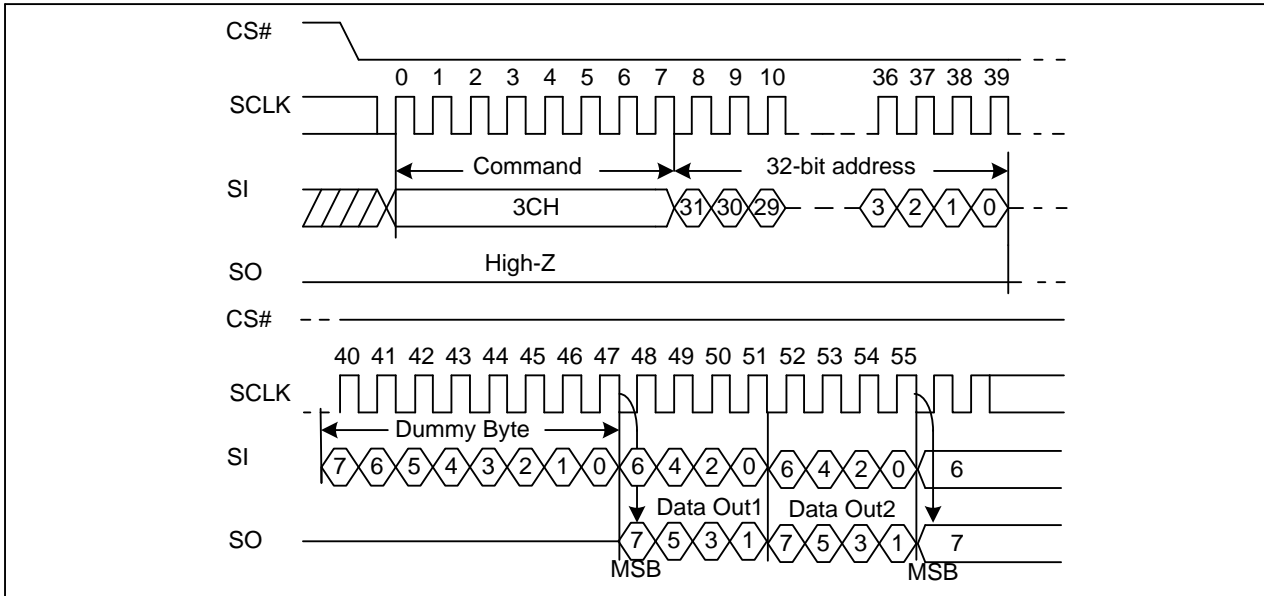 CS#
0 1 2 3 4 5 6 7 8 9 10 36 37 38 39
SCLK
Command 32-bit address
SI
3CH 31 30 29 3 2 1 0
High-Z
SO
CS#
40 41 42 43 44 45 46 47 48 49 50 51 52 53 54 55
SCLK
Dummy Byte
SI
7 6 5 4 3 2 1 0 6 4 2 0 6 4 2 0 6
Data Out1 Data Out2
SO
7 5 3 1 7 5 3 1 7
MSB MSB